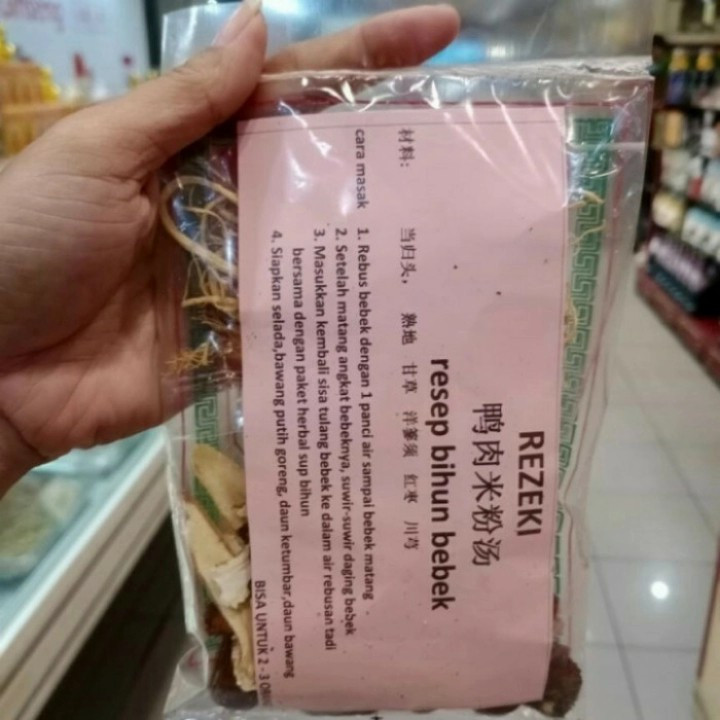 REZEKI
鸭肉米粉汤
resep bihun bebek
材料: 当归头, 熟地 甘草 洋篸须 红枣 川芎
cara masak 1. Rebus bebek dengan 1 panci air sampai bebek matang
2. Setelah matang angkat bebeknya, suwir-suwir daging bebek
3. Masukkan kembali sisa tulang bebek ke dalam air rebusan tadi
bersama dengan paket herbal sup bihun
4. Siapkan selada,bawang putih goreng, daun ketumbar,daun bawang
BISA UNTUK 2 - 3